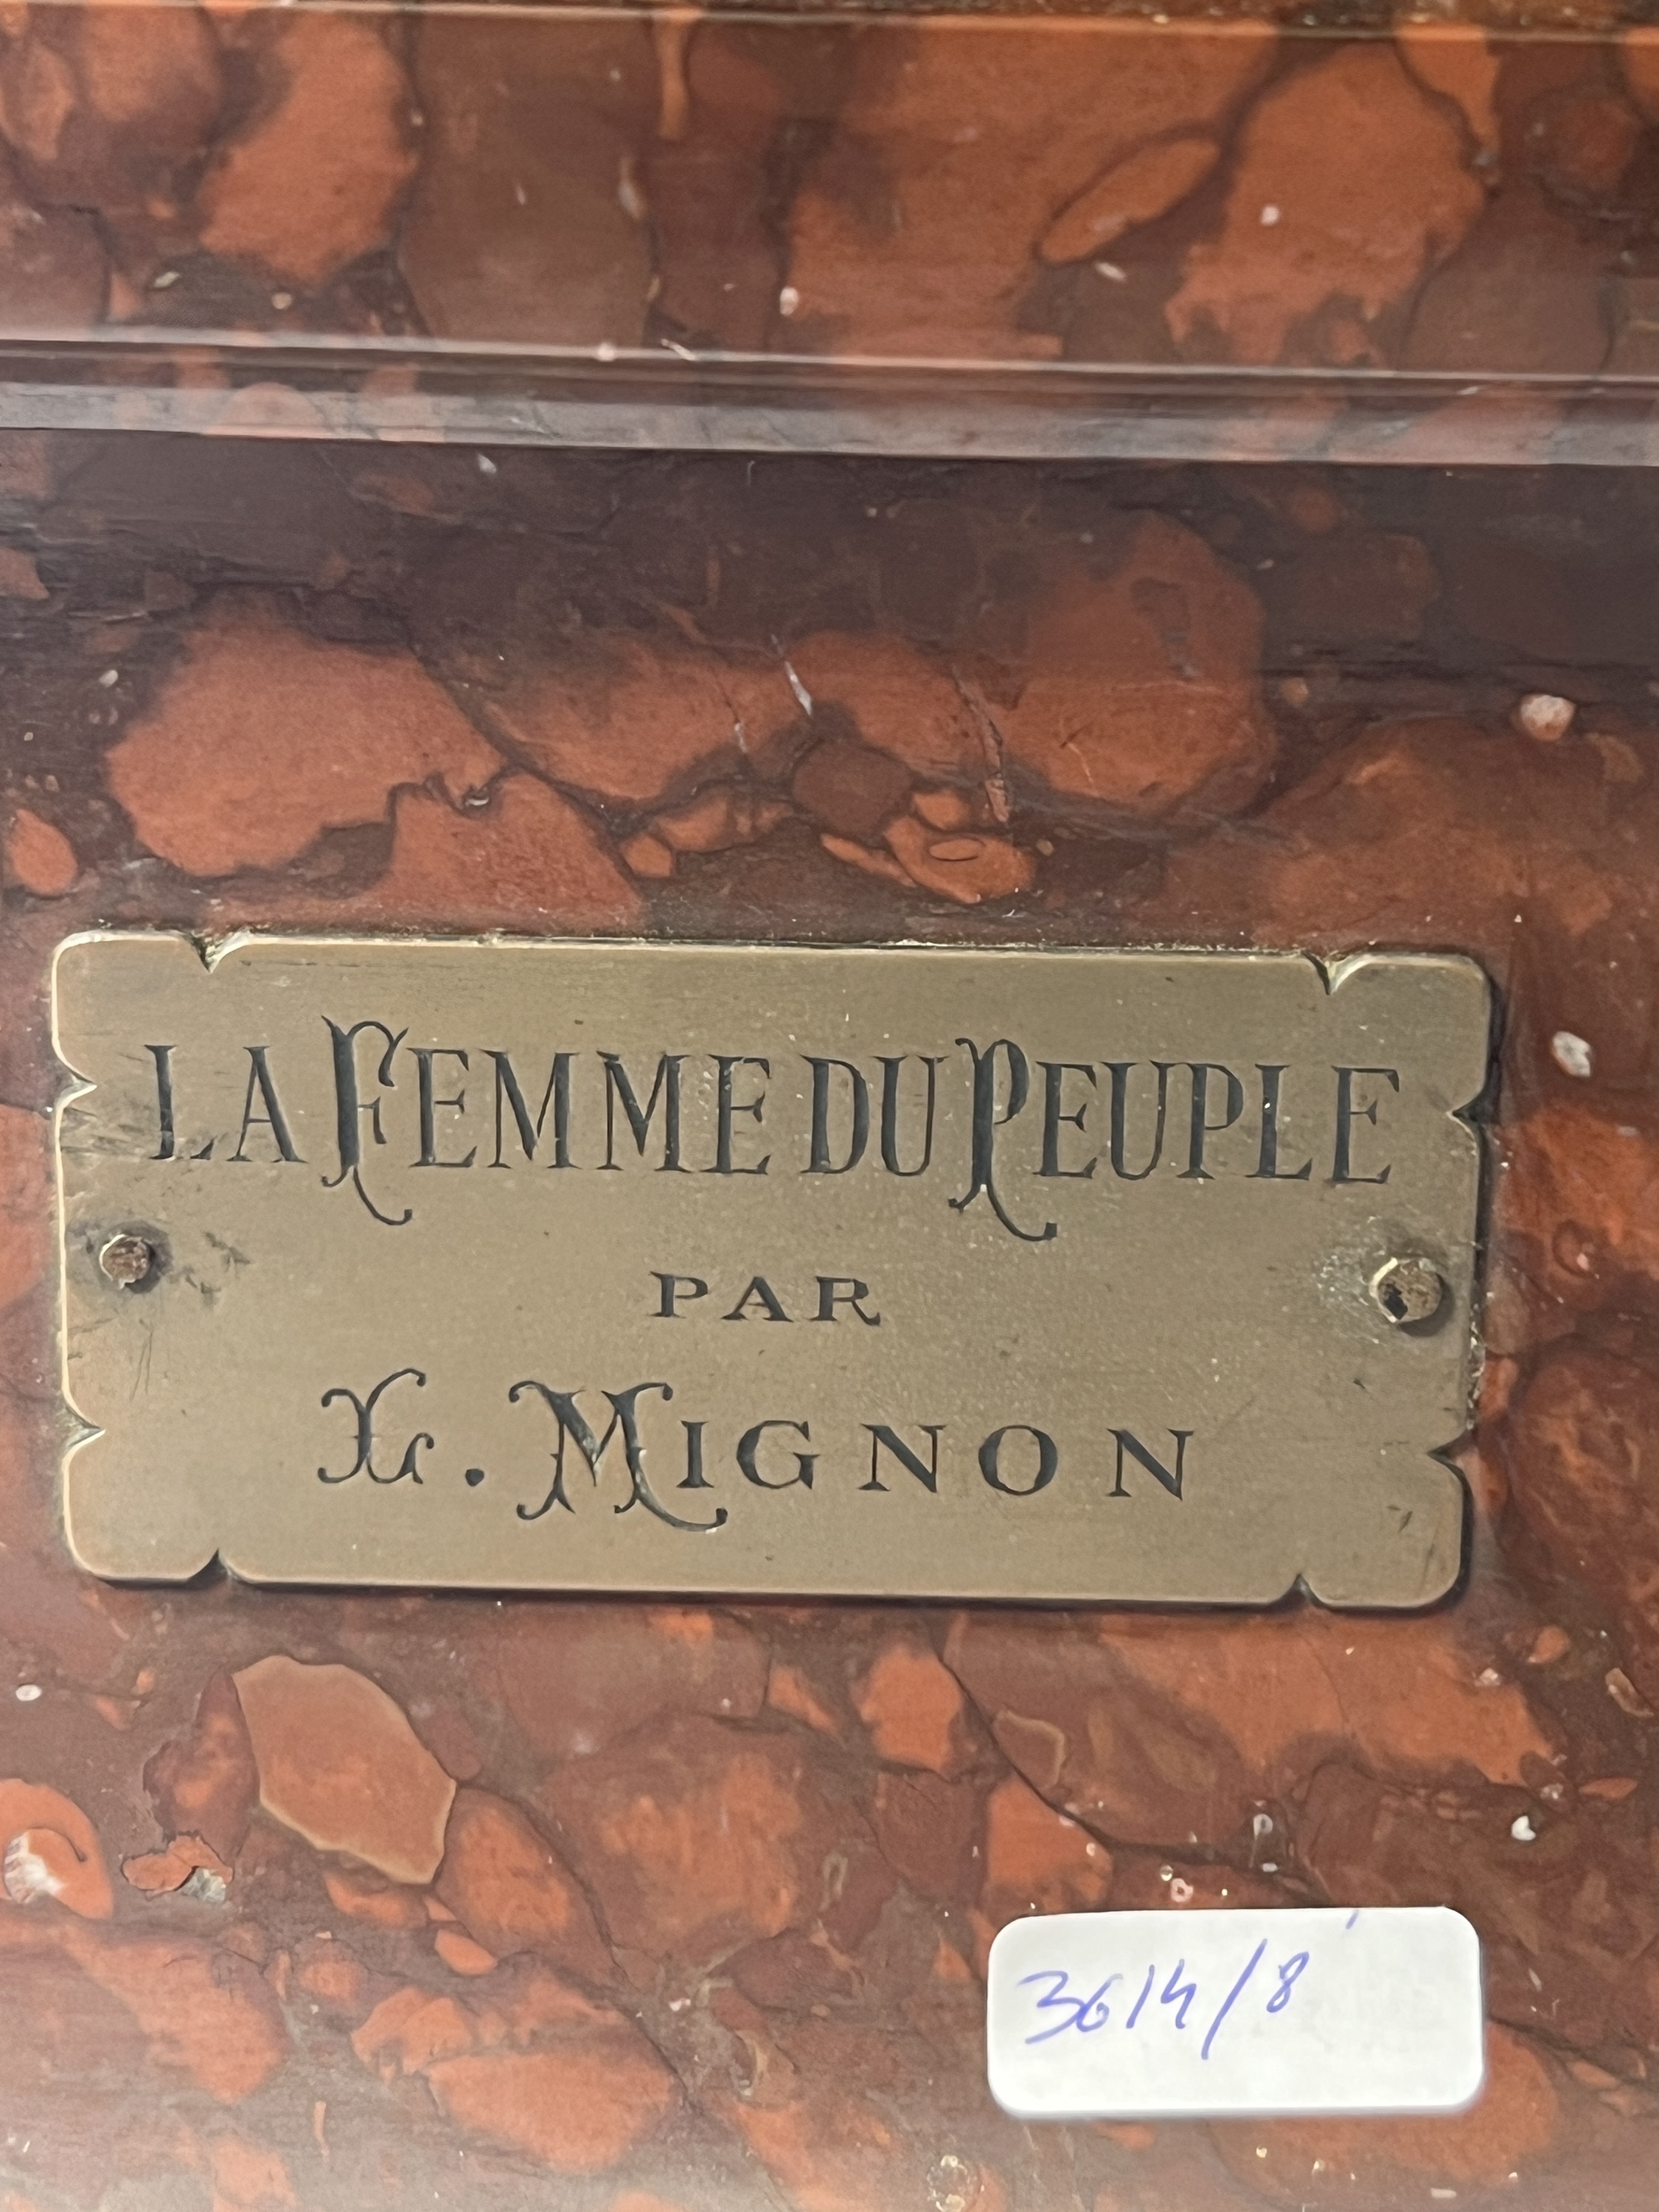 LA FEMME DU PEUPLE
PAR
L. MIGNON
3614/8